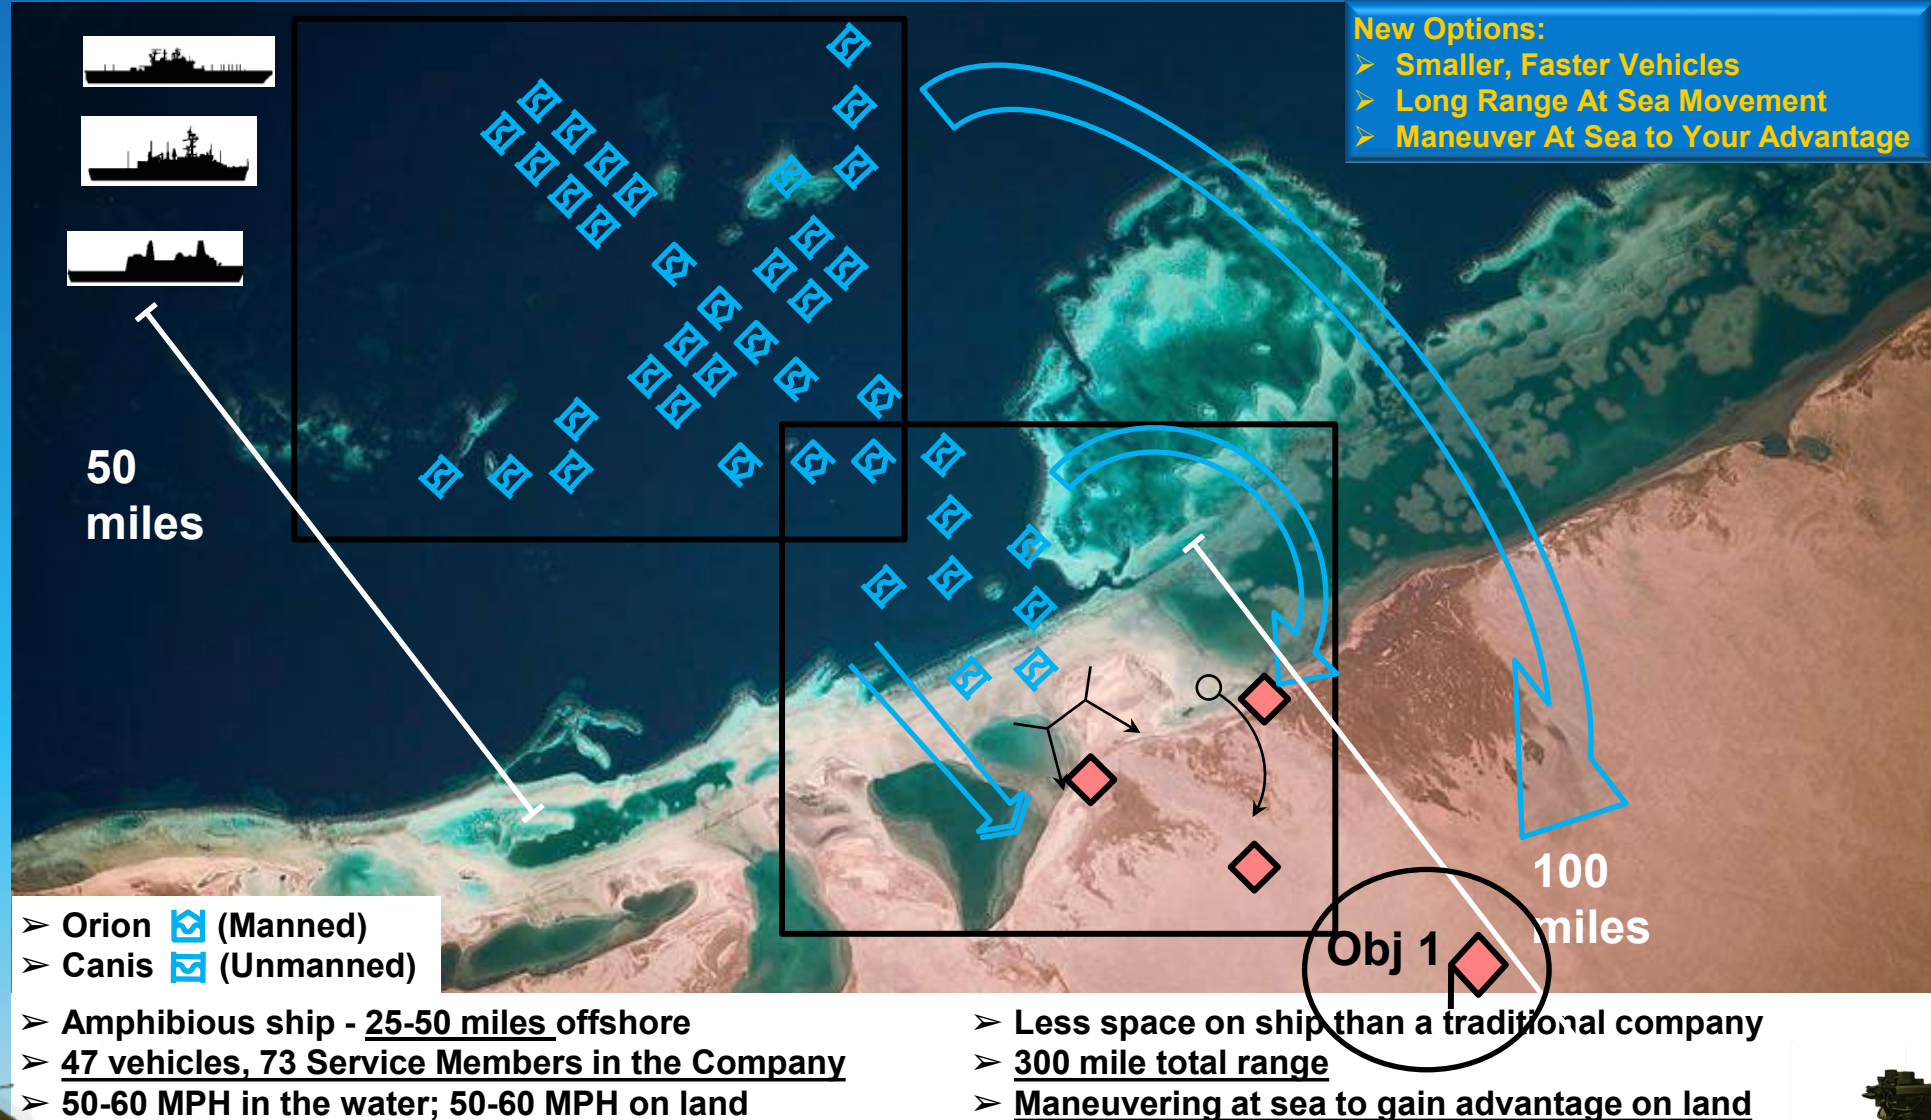 New Options:
➢ Smaller, Faster Vehicles
➢ Long Range At Sea Movement
➢ Maneuver At Sea to Your Advantage
50
miles
100
miles
Obj 1
➢ Orion (Manned)
➢ Canis (Unmanned)
➢ Amphibious ship - 25-50 miles offshore
➢ 47 vehicles, 73 Service Members in the Company
➢ 50-60 MPH in the water; 50-60 MPH on land
➢ Less space on ship than a traditional company
➢ 300 mile total range
➢ Maneuvering at sea to gain advantage on land